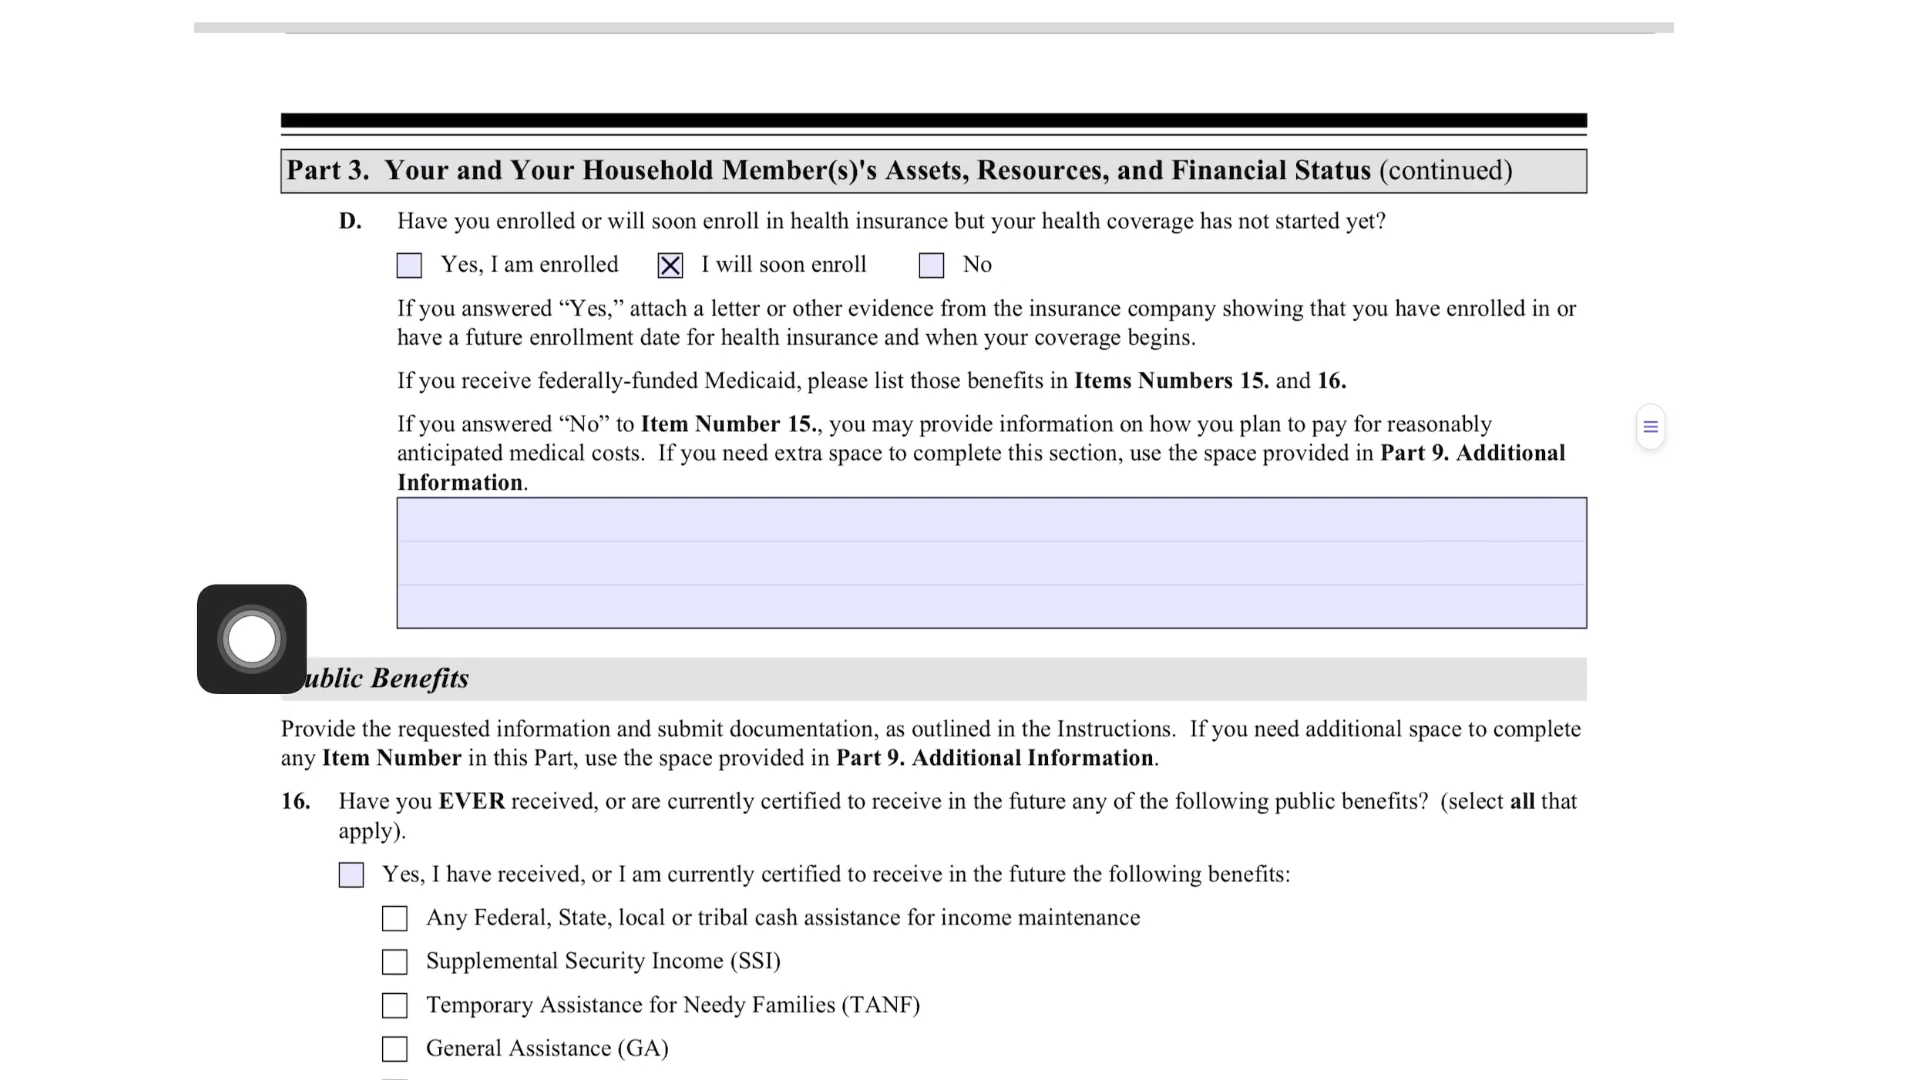 Part 3. Your and Your Household Member(s)'s Assets, Resources, and Financial Status (continued)
D. Have you enrolled or will soon enroll in health insurance but your health coverage has not started yet?
Yes, I am enrolled I will soon enroll No
If you answered “Yes,” attach a letter or other evidence from the insurance company showing that you have enrolled in or
have a future enrollment date for health insurance and when your coverage begins.
If you receive federally-funded Medicaid, please list those benefits in Items Numbers 15. and 16.
If you answered “No” to Item Number 15., you may provide information on how you plan to pay for reasonably
anticipated medical costs. If you need extra space to complete this section, use the space provided in Part 9. Additional
Information.
ublic Benefits
Provide the requested information and submit documentation, as outlined in the Instructions. If you need additional space to complete
any Item Number in this Part, use the space provided in Part 9. Additional Information.
16. Have you EVER received, or are currently certified to receive in the future any of the following public benefits? (select all that
apply).
Yes, I have received, or I am currently certified to receive in the future the following benefits:
Any Federal, State, local or tribal cash assistance for income maintenance
Supplemental Security Income (SSI)
Temporary Assistance for Needy Families (TANF)
General Assistance (GA)